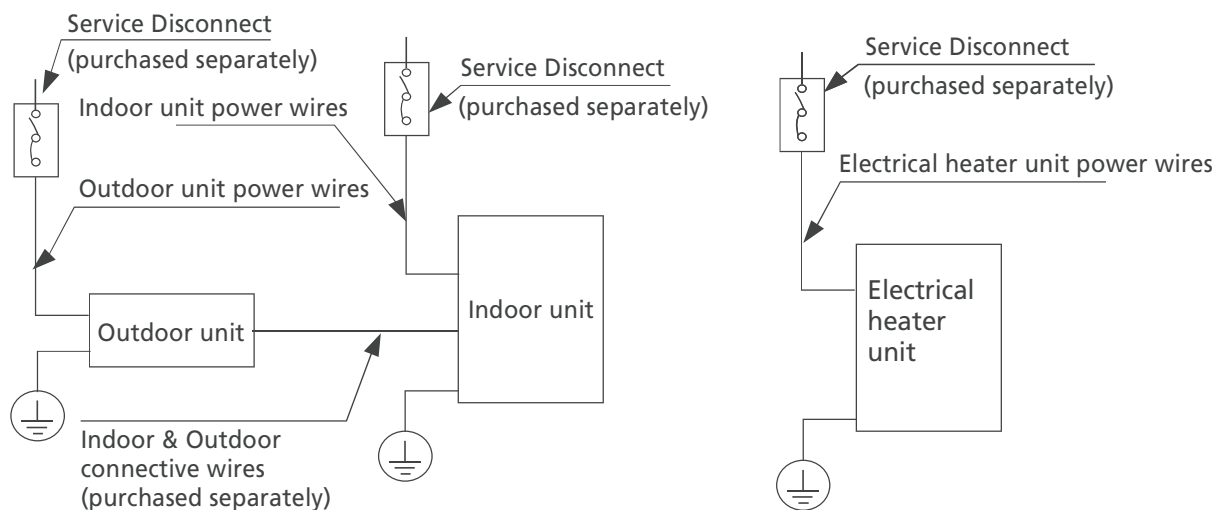 Service Disconnect
(purchased separately)
Indoor unit power wires
Service Disconnect
(purchased separately)
Outdoor unit power wires
Outdoor unit
Indoor unit
Indoor & Outdoor
connective wires
(purchased separately)
Service Disconnect
(purchased separately)
Electrical heater unit power wires
Electrical
heater
unit